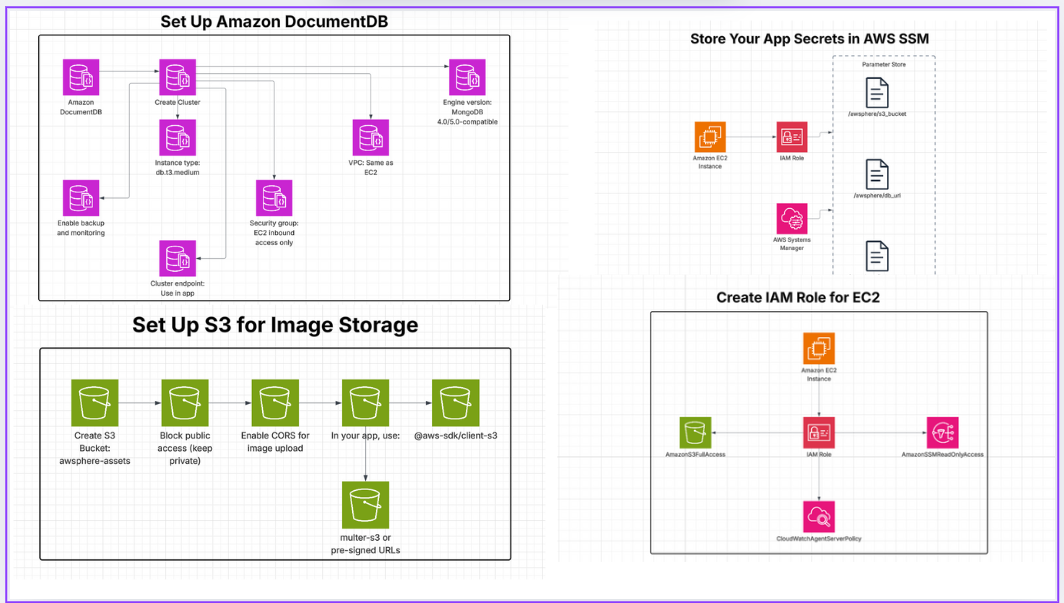 Set Up Amazon DocumentDB
Amazon
DocumentDB
Create Cluster
Engine version:
MongoDB
4.0/5.0-compatible
Instance type:
db.t3.medium
VPC: Same as
EC2
Enable backup
and monitoring
Security group:
EC2 inbound
access only
Cluster endpoint:
Use in app
Store Your App Secrets in AWS SSM
Parameter Store
/awsphere/s3_bucket
Amazon EC2
Instance
IAM Role
/awsphere/db_url
AWS Systems
Manager
Set Up S3 for Image Storage
Create S3
Bucket:
awsphere-assets
Block public
access (keep
private)
Enable CORS for
image upload
In your app, use:
@aws-sdk/client-s3
multer-s3 or
pre-signed URLs
Create IAM Role for EC2
Amazon EC2
Instance
AmazonS3FullAccess
IAM Role
AmazonSSMReadOnlyAccess
CloudWatchAgentServerPolicy